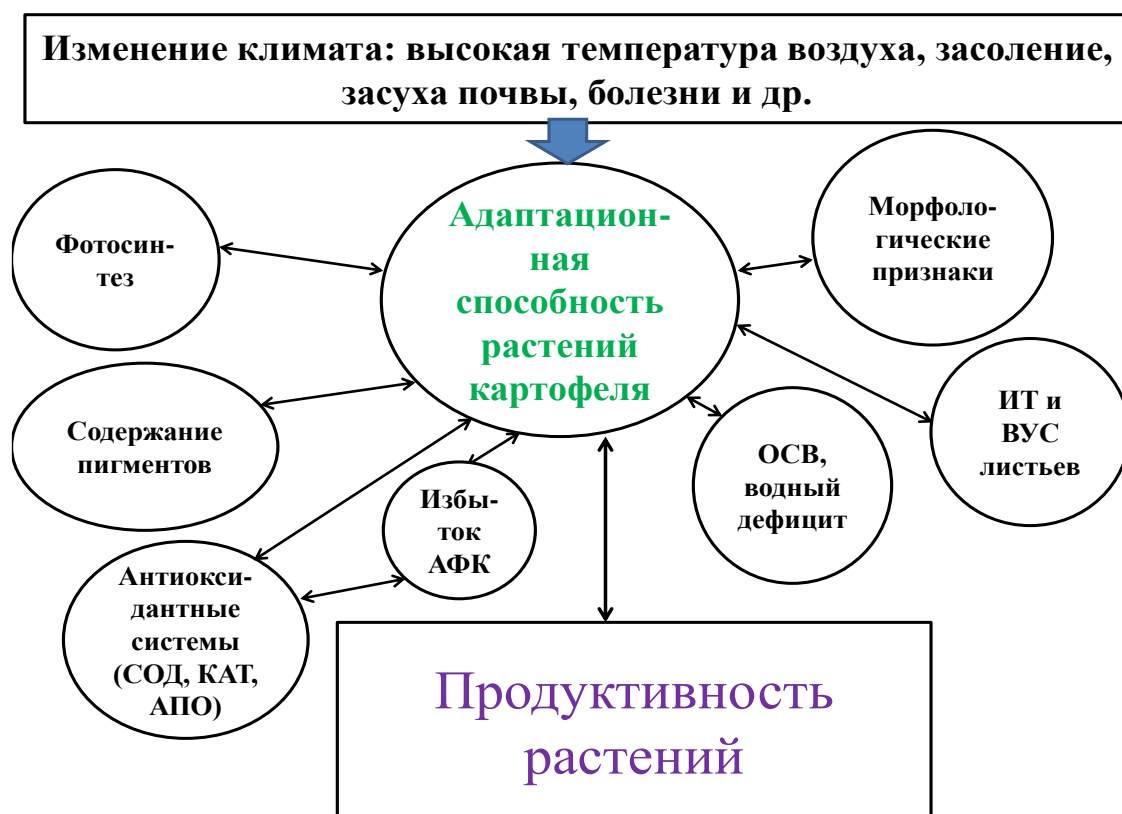 Изменение климата: высокая температура воздуха, засоление,
засуха почвы, болезни и др.
Адаптацион-
ная
способность
растений
картофеля
Фотосин-
тез
Морфоло-
гические
признаки
Содержание
пигментов
ИТ и
ВУС
листьев
ОСВ,
водный
дефицит
Избы-
ток
АФК
Антиокси-
дантные
системы
(СОД, КАТ,
АПО)
Продуктивность
растений